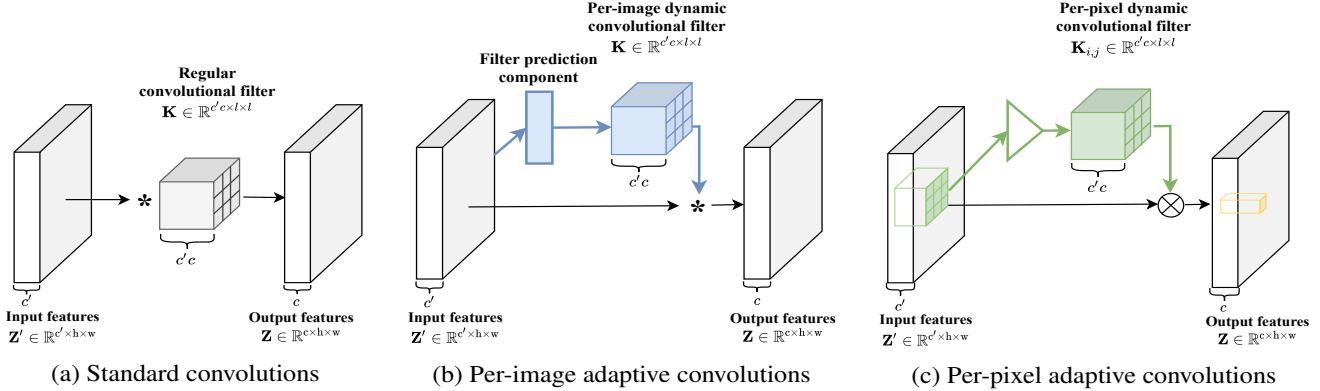 Regular
convolutional filter
K ∈ ℝ^{c′c×l×l}
*
c′c
c′
Input features
Z′ ∈ ℝ^{c′×h×w}
c
Output features
Z ∈ ℝ^{c×h×w}
(a) Standard convolutions
Per-image dynamic
convolutional filter
K ∈ ℝ^{c′c×l×l}
Filter prediction
component
c′c
*
c′
Input features
Z′ ∈ ℝ^{c′×h×w}
c
Output features
Z ∈ ℝ^{c×h×w}
(b) Per-image adaptive convolutions
Per-pixel dynamic
convolutional filter
K_{i,j} ∈ ℝ^{c′c×l×l}
c′c
c′
Input features
Z′ ∈ ℝ^{c′×h×w}
c
Output features
Z ∈ ℝ^{c×h×w}
(c) Per-pixel adaptive convolutions